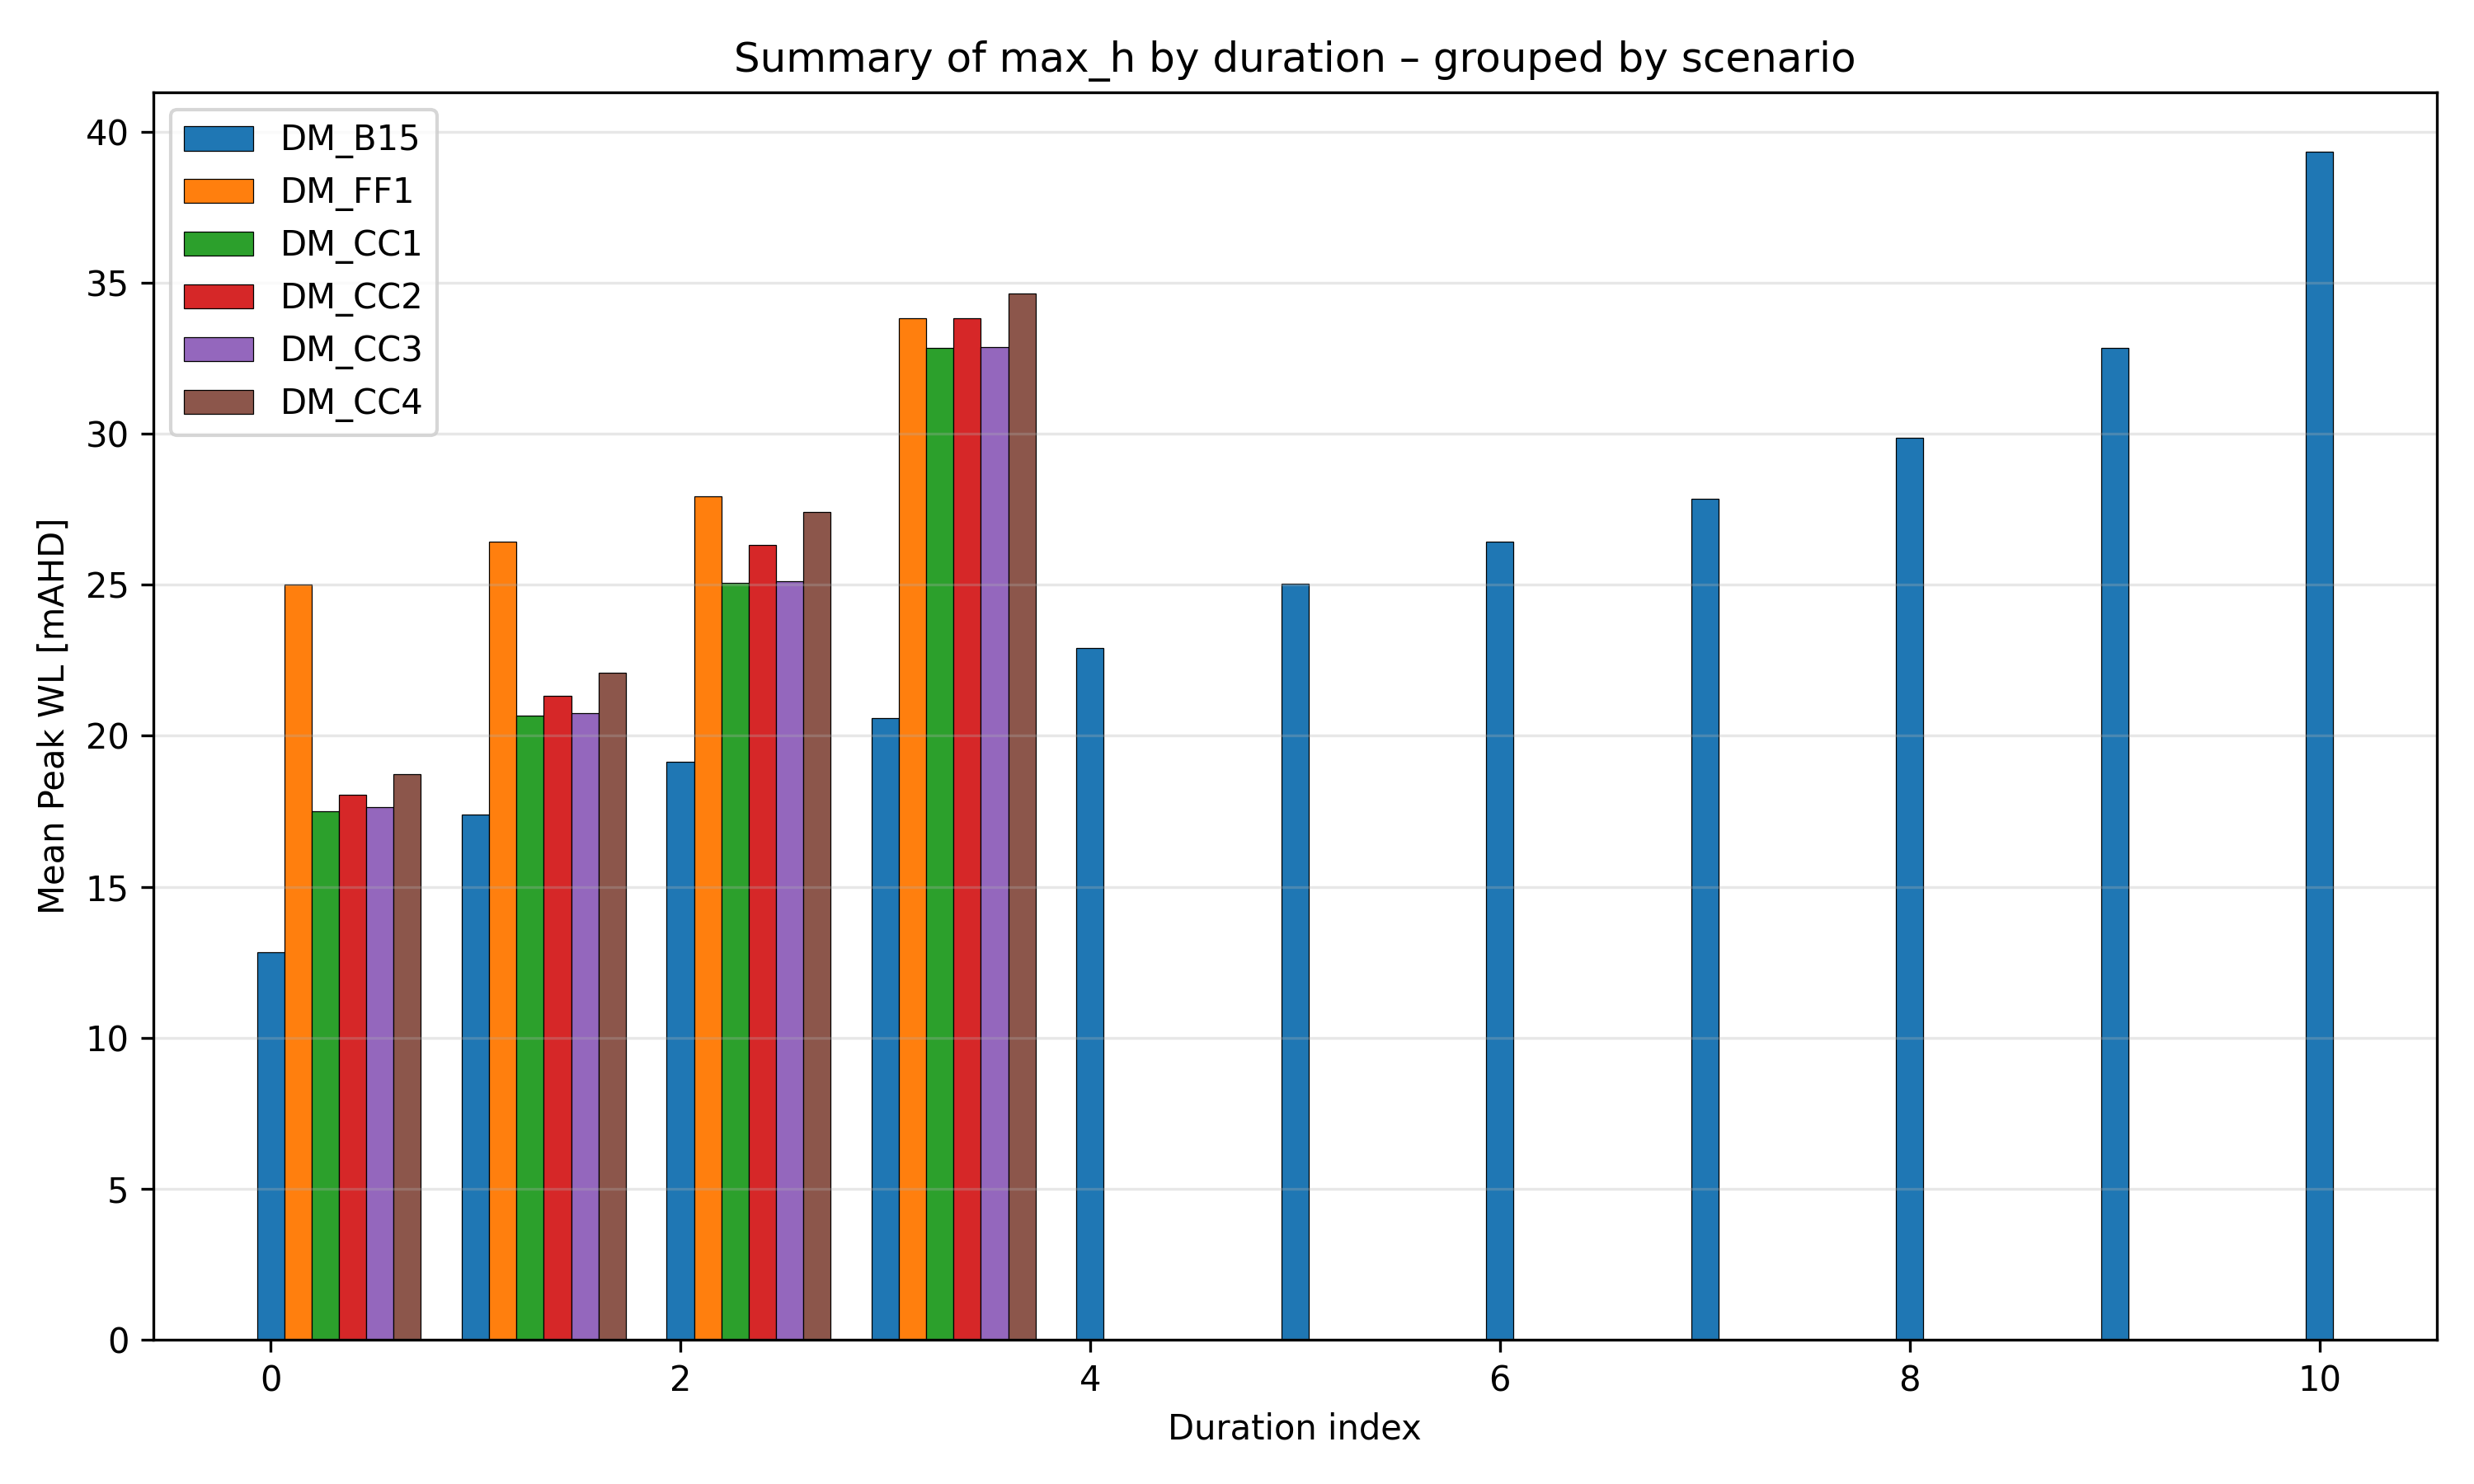 Summary of max_h by duration – grouped by scenario
DM_B15
DM_FF1
DM_CC1
DM_CC2
DM_CC3
DM_CC4
Mean Peak WL [mAHD]
40
35
30
25
20
15
10
5
0
0 2 4 6 8 10
Duration index